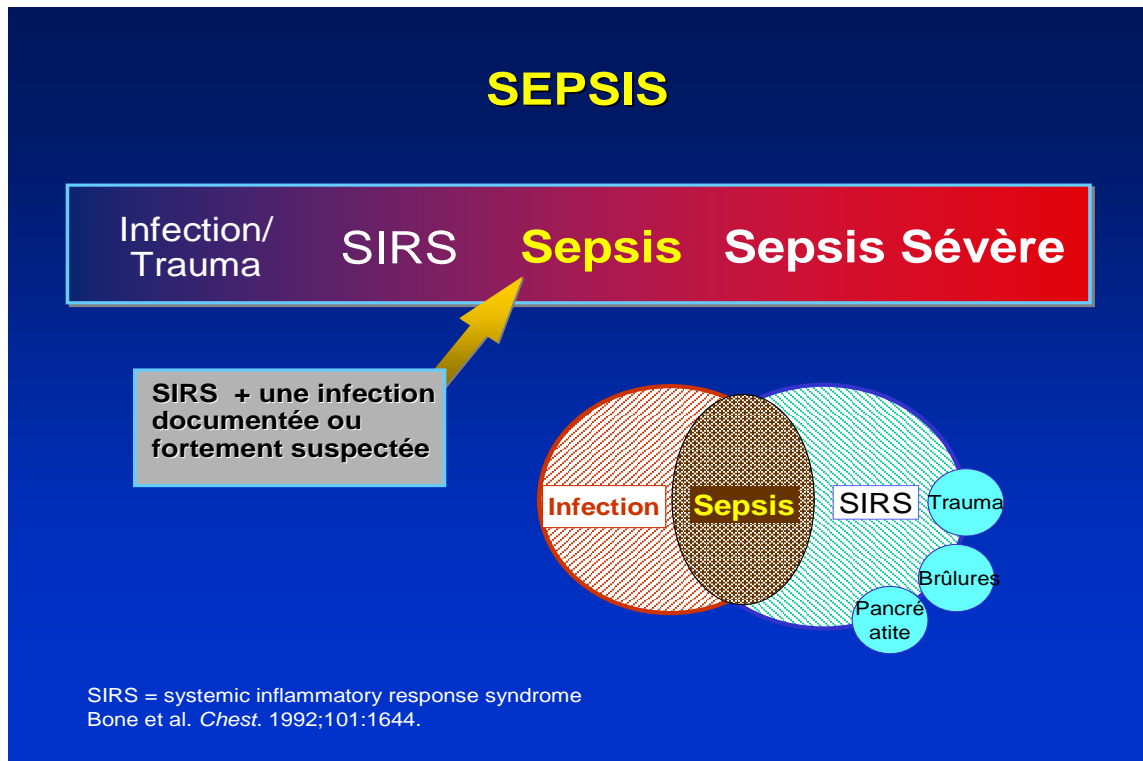 SEPSIS
Infection/
Trauma
SIRS
Sepsis
Sepsis Sévère
SIRS + une infection
documentée ou
fortement suspectée
Infection
Sepsis
SIRS
Trauma
Brûlures
Pancré
atite
SIRS = systemic inflammatory response syndrome
Bone et al. Chest. 1992;101:1644.